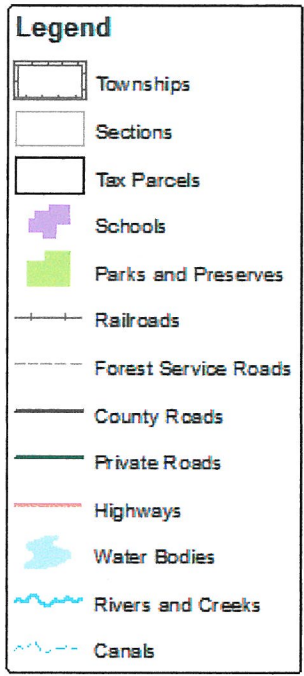 Legend
Townships
Sections
Tax Parcels
Schools
Parks and Preserves
Railroads
Forest Service Roads
County Roads
Private Roads
Highways
Water Bodies
Rivers and Creeks
Canals